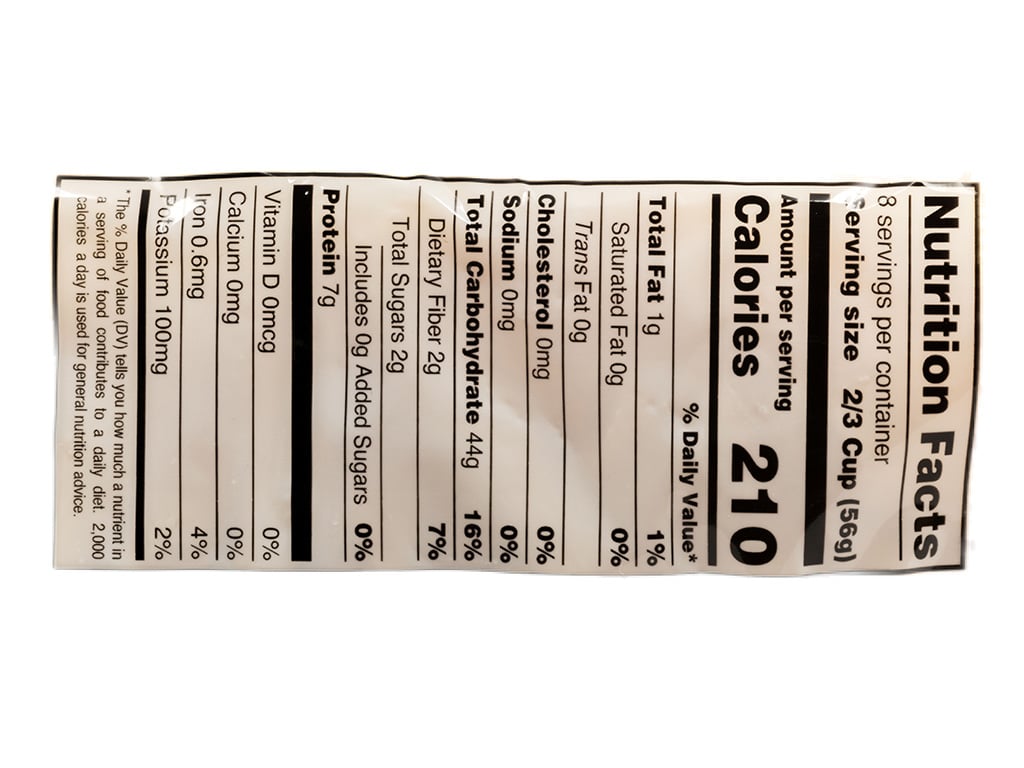 Nutrition Facts
8 servings per container
Serving size 2/3 Cup (56g)
Amount per serving
Calories 210
% Daily Value*
Total Fat 1g 1%
Saturated Fat 0g 0%
Trans Fat 0g
Cholesterol 0mg 0%
Sodium 0mg 0%
Total Carbohydrate 44g 16%
Dietary Fiber 2g 7%
Total Sugars 2g
Includes 0g Added Sugars 0%
Protein 7g
Vitamin D 0mcg 0%
Calcium 0mg 0%
Iron 0.6mg 4%
Potassium 100mg 2%
*The % Daily Value (DV) tells you how much a nutrient in
a serving of food contributes to a daily diet. 2,000
calories a day is used for general nutrition advice.